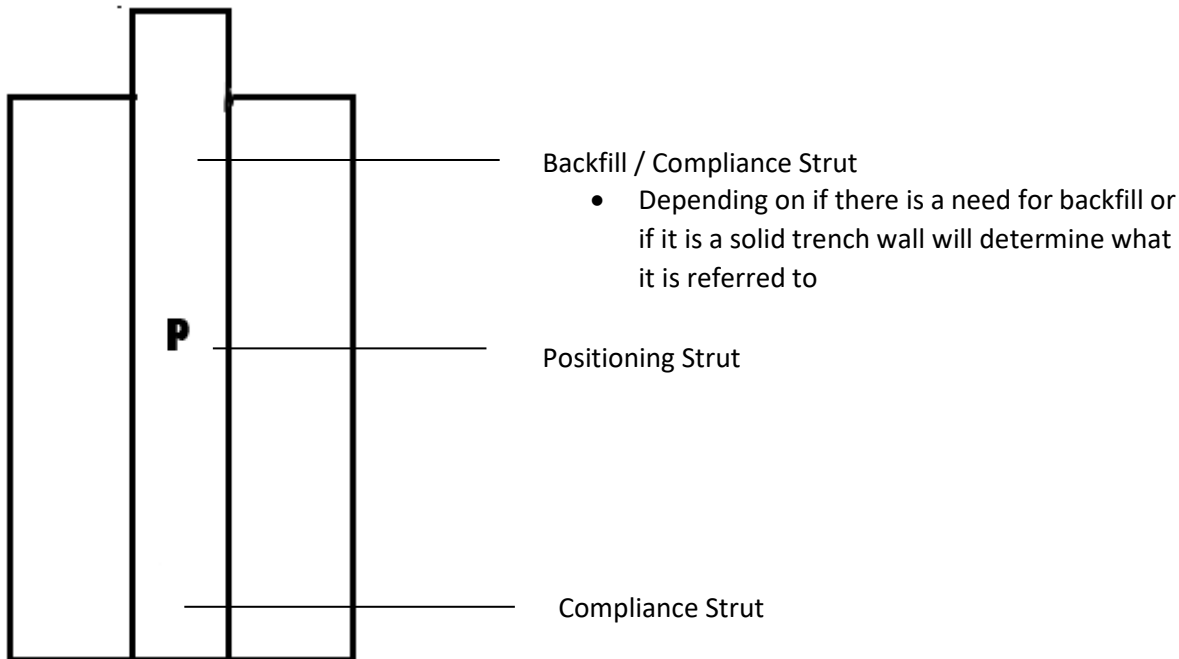 Backfill / Compliance Strut
• Depending on if there is a need for backfill or
if it is a solid trench wall will determine what
it is referred to
p
Positioning Strut
Compliance Strut